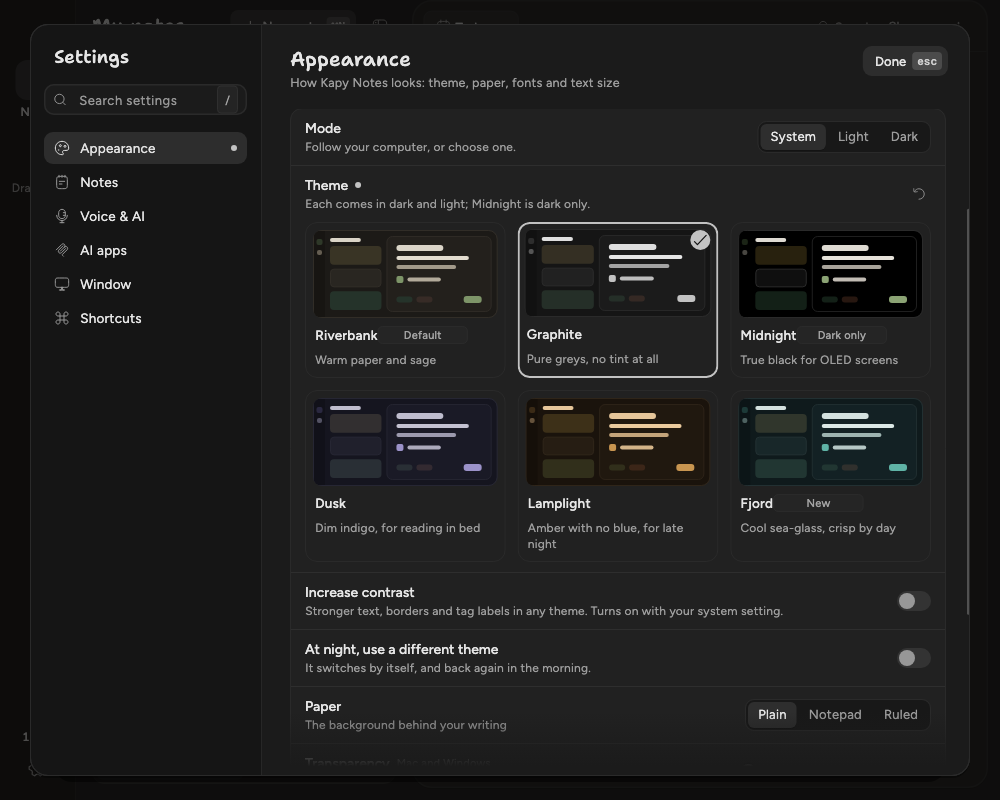 My notes
Settings
Search settings
/
Appearance
Notes
Voice & AI
AI apps
Window
Shortcuts
Appearance
How Kapy Notes looks: theme, paper, fonts and text size
Done esc
Mode
Follow your computer, or choose one.
System Light Dark
Theme
Each comes in dark and light; Midnight is dark only.
Riverbank Default
Warm paper and sage
Graphite
Pure greys, no tint at all
Midnight Dark only
True black for OLED screens
Dusk
Dim indigo, for reading in bed
Lamplight
Amber with no blue, for late
night
Fjord New
Cool sea-glass, crisp by day
Increase contrast
Stronger text, borders and tag labels in any theme. Turns on with your system setting.
At night, use a different theme
It switches by itself, and back again in the morning.
Paper
The background behind your writing
Plain Notepad Ruled
Transparency Mac and Windows